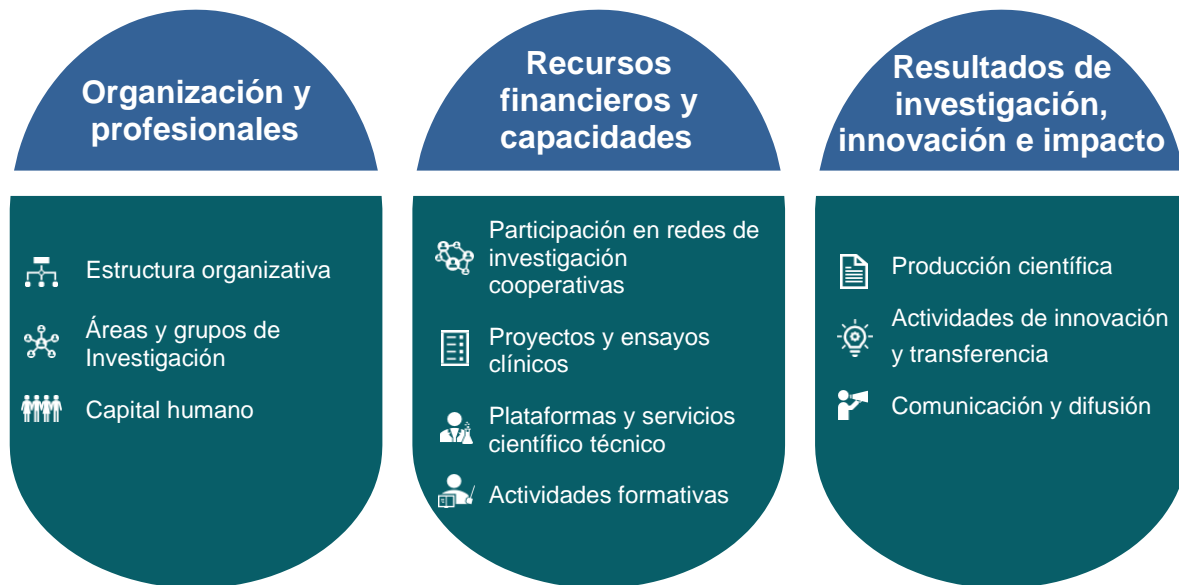 Organización y
profesionales
Estructura organizativa
Áreas y grupos de
Investigación
Capital humano
Recursos
financieros y
capacidades
Participación en redes de
investigación
cooperativas
Proyectos y ensayos
clínicos
Plataformas y servicios
científico técnico
Actividades formativas
Resultados de
investigación,
innovación e impacto
Producción científica
Actividades de innovación
y transferencia
Comunicación y difusión